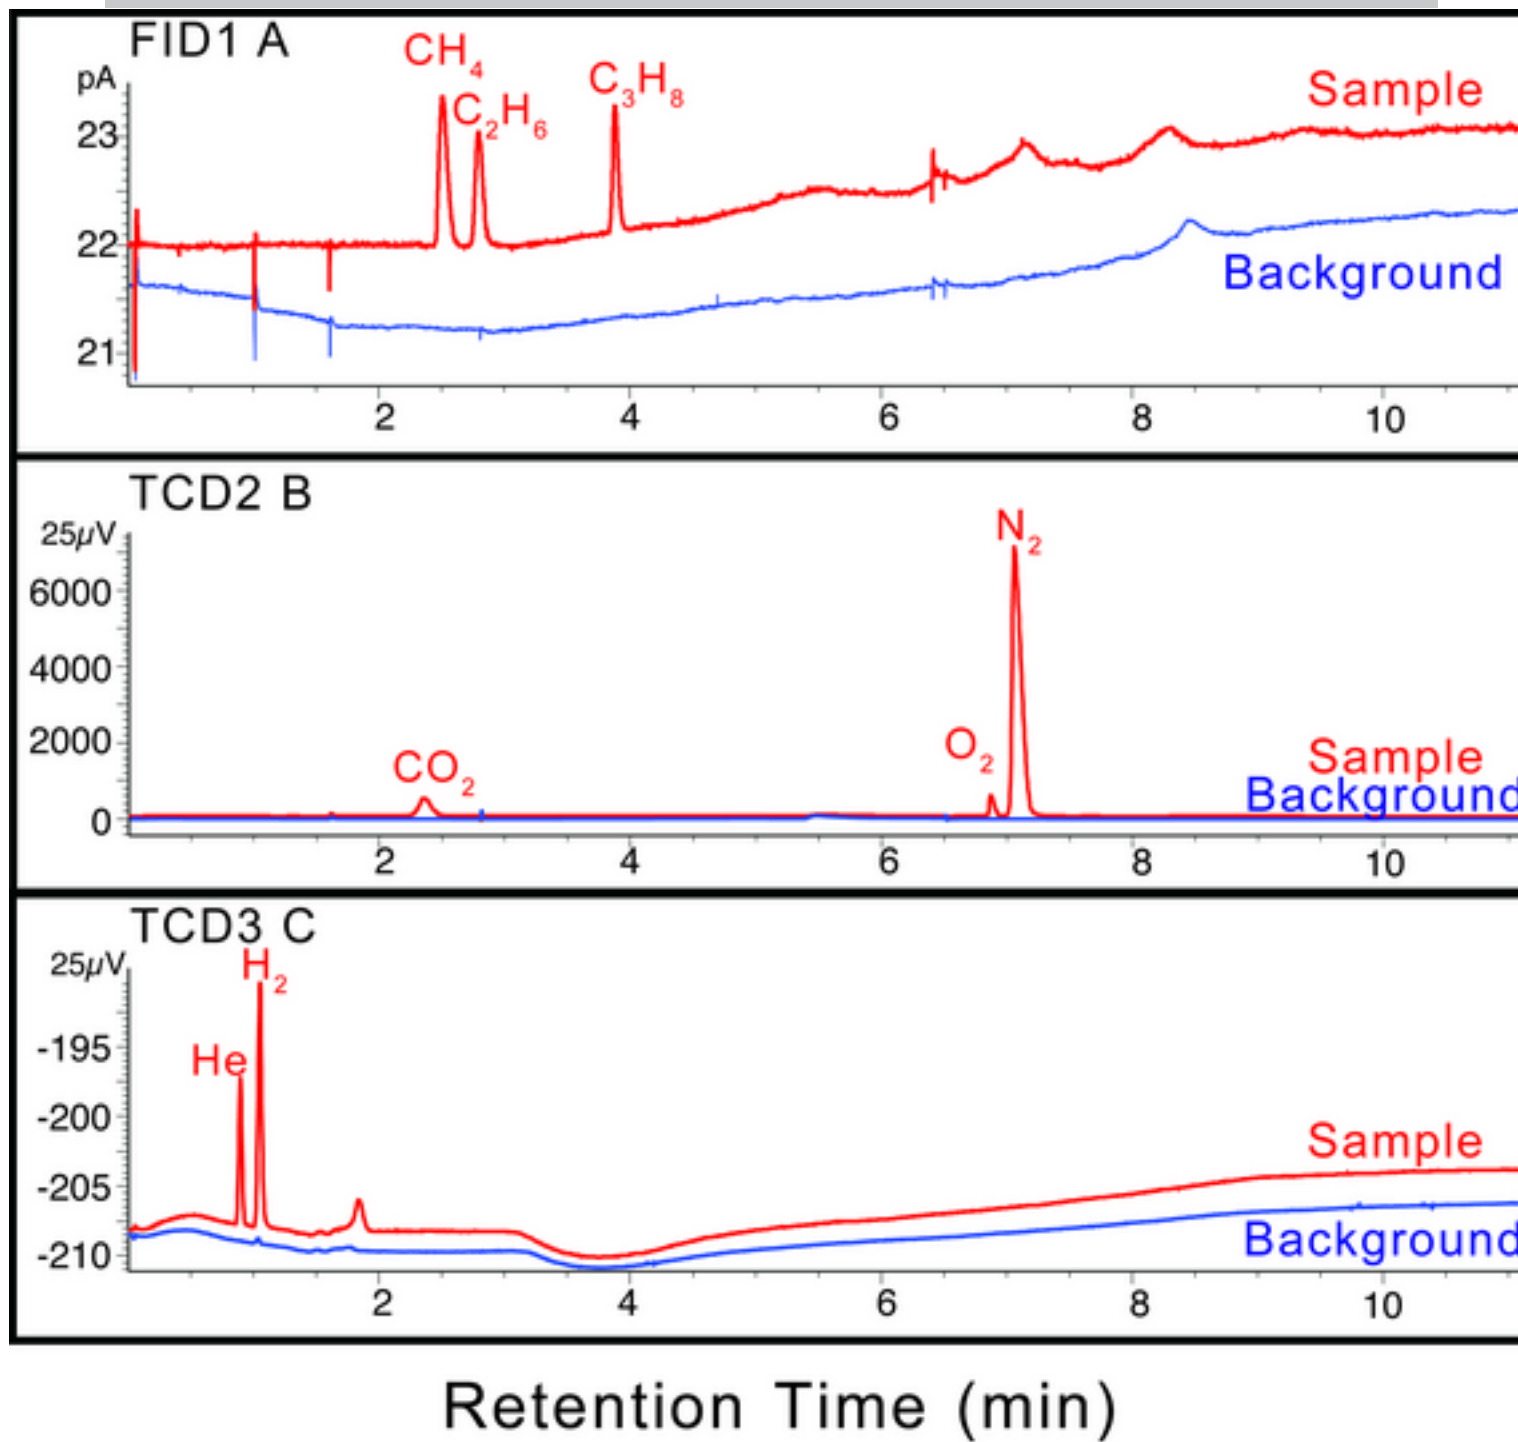 FID1 A
pA
CH₄
C₂H₆
C₃H₈
Sample
23
22
Background
21
2 4 6 8 10
TCD2 B
25µV
N₂
6000
4000
2000
CO₂
O₂
Sample
Background
0
2 4 6 8 10
TCD3 C
25µV
H₂
-195
He
-200
Sample
-205
Background
-210
2 4 6 8 10
Retention Time (min)